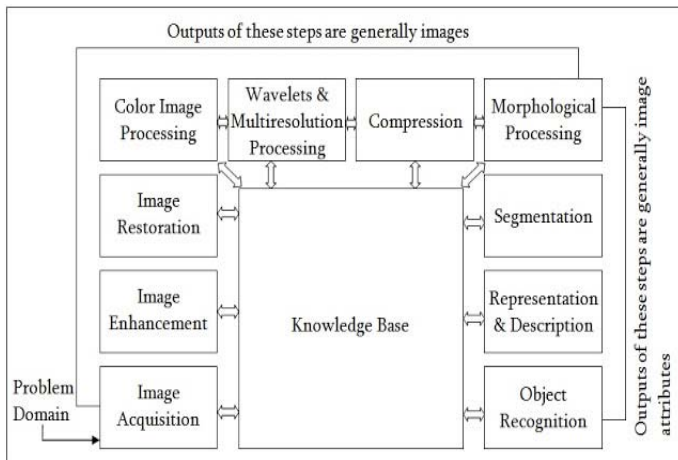 Outputs of these steps are generally images
Color Image
Processing
Wavelets &
Multiresolution
Processing
Compression
Morphological
Processing
Image
Restoration
Segmentation
Image
Enhancement
Knowledge Base
Representation
& Description
Problem
Domain
Image
Acquisition
Object
Recognition
Outputs of these steps are generally image
attributes